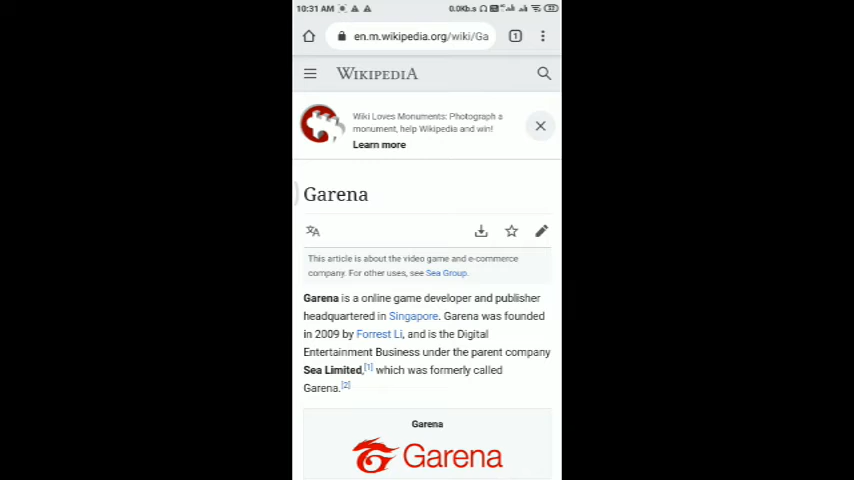 10:31 AM 0.0Kb.s
en.m.wikipedia.org/wiki/Ga 1
WIKIPEDIA
Wiki Loves Monuments: Photograph a
monument, help Wikipedia and win!
Learn more
Garena
This article is about the video game and e-commerce
company. For other uses, see Sea Group.
Garena is a online game developer and publisher
headquartered in Singapore. Garena was founded
in 2009 by Forrest Li, and is the Digital
Entertainment Business under the parent company
Sea Limited,[1] which was formerly called
Garena.[2]
Garena
Garena